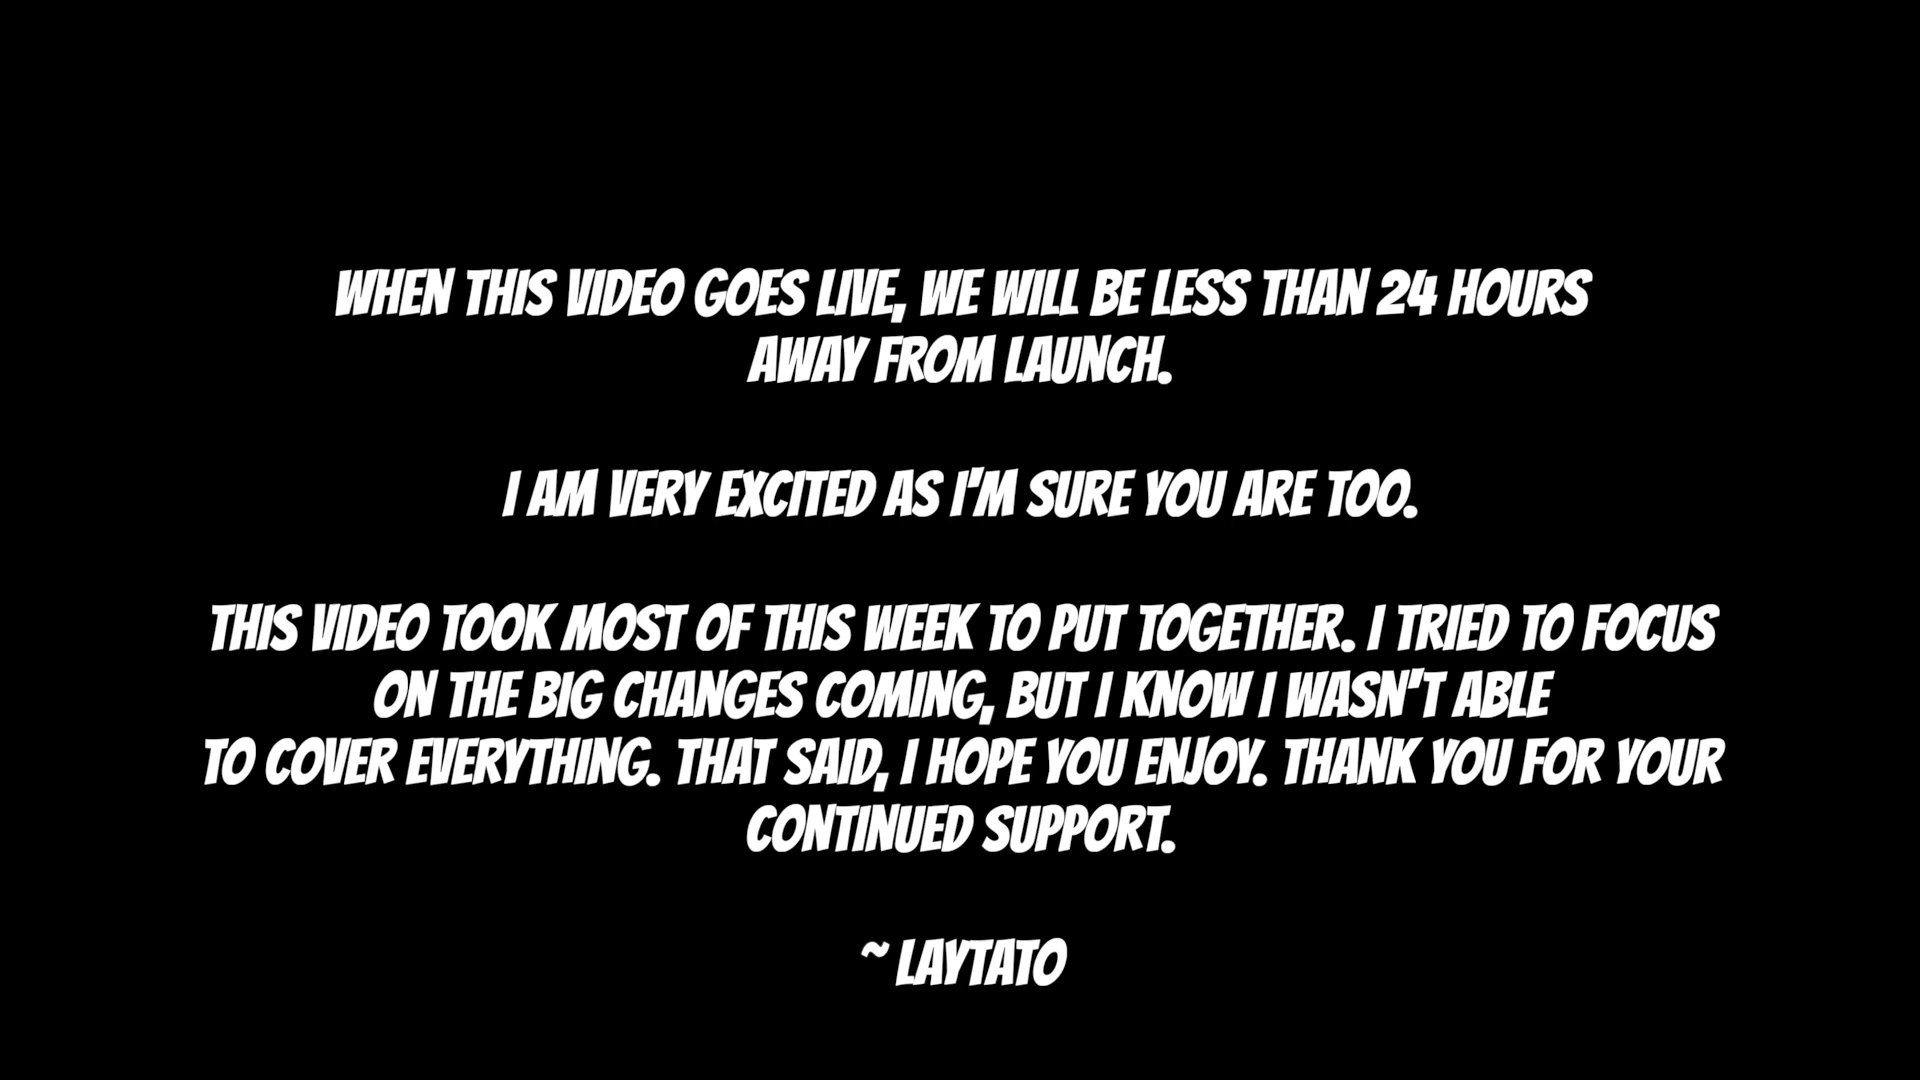 WHEN THIS VIDEO GOES LIVE, WE WILL BE LESS THAN 24 HOURS
AWAY FROM LAUNCH.
I AM VERY EXCITED AS I'M SURE YOU ARE TOO.
THIS VIDEO TOOK MOST OF THIS WEEK TO PUT TOGETHER. I TRIED TO FOCUS
ON THE BIG CHANGES COMING, BUT I KNOW I WASN'T ABLE
TO COVER EVERYTHING. THAT SAID, I HOPE YOU ENJOY. THANK YOU FOR YOUR
CONTINUED SUPPORT.
~ LAYTATO